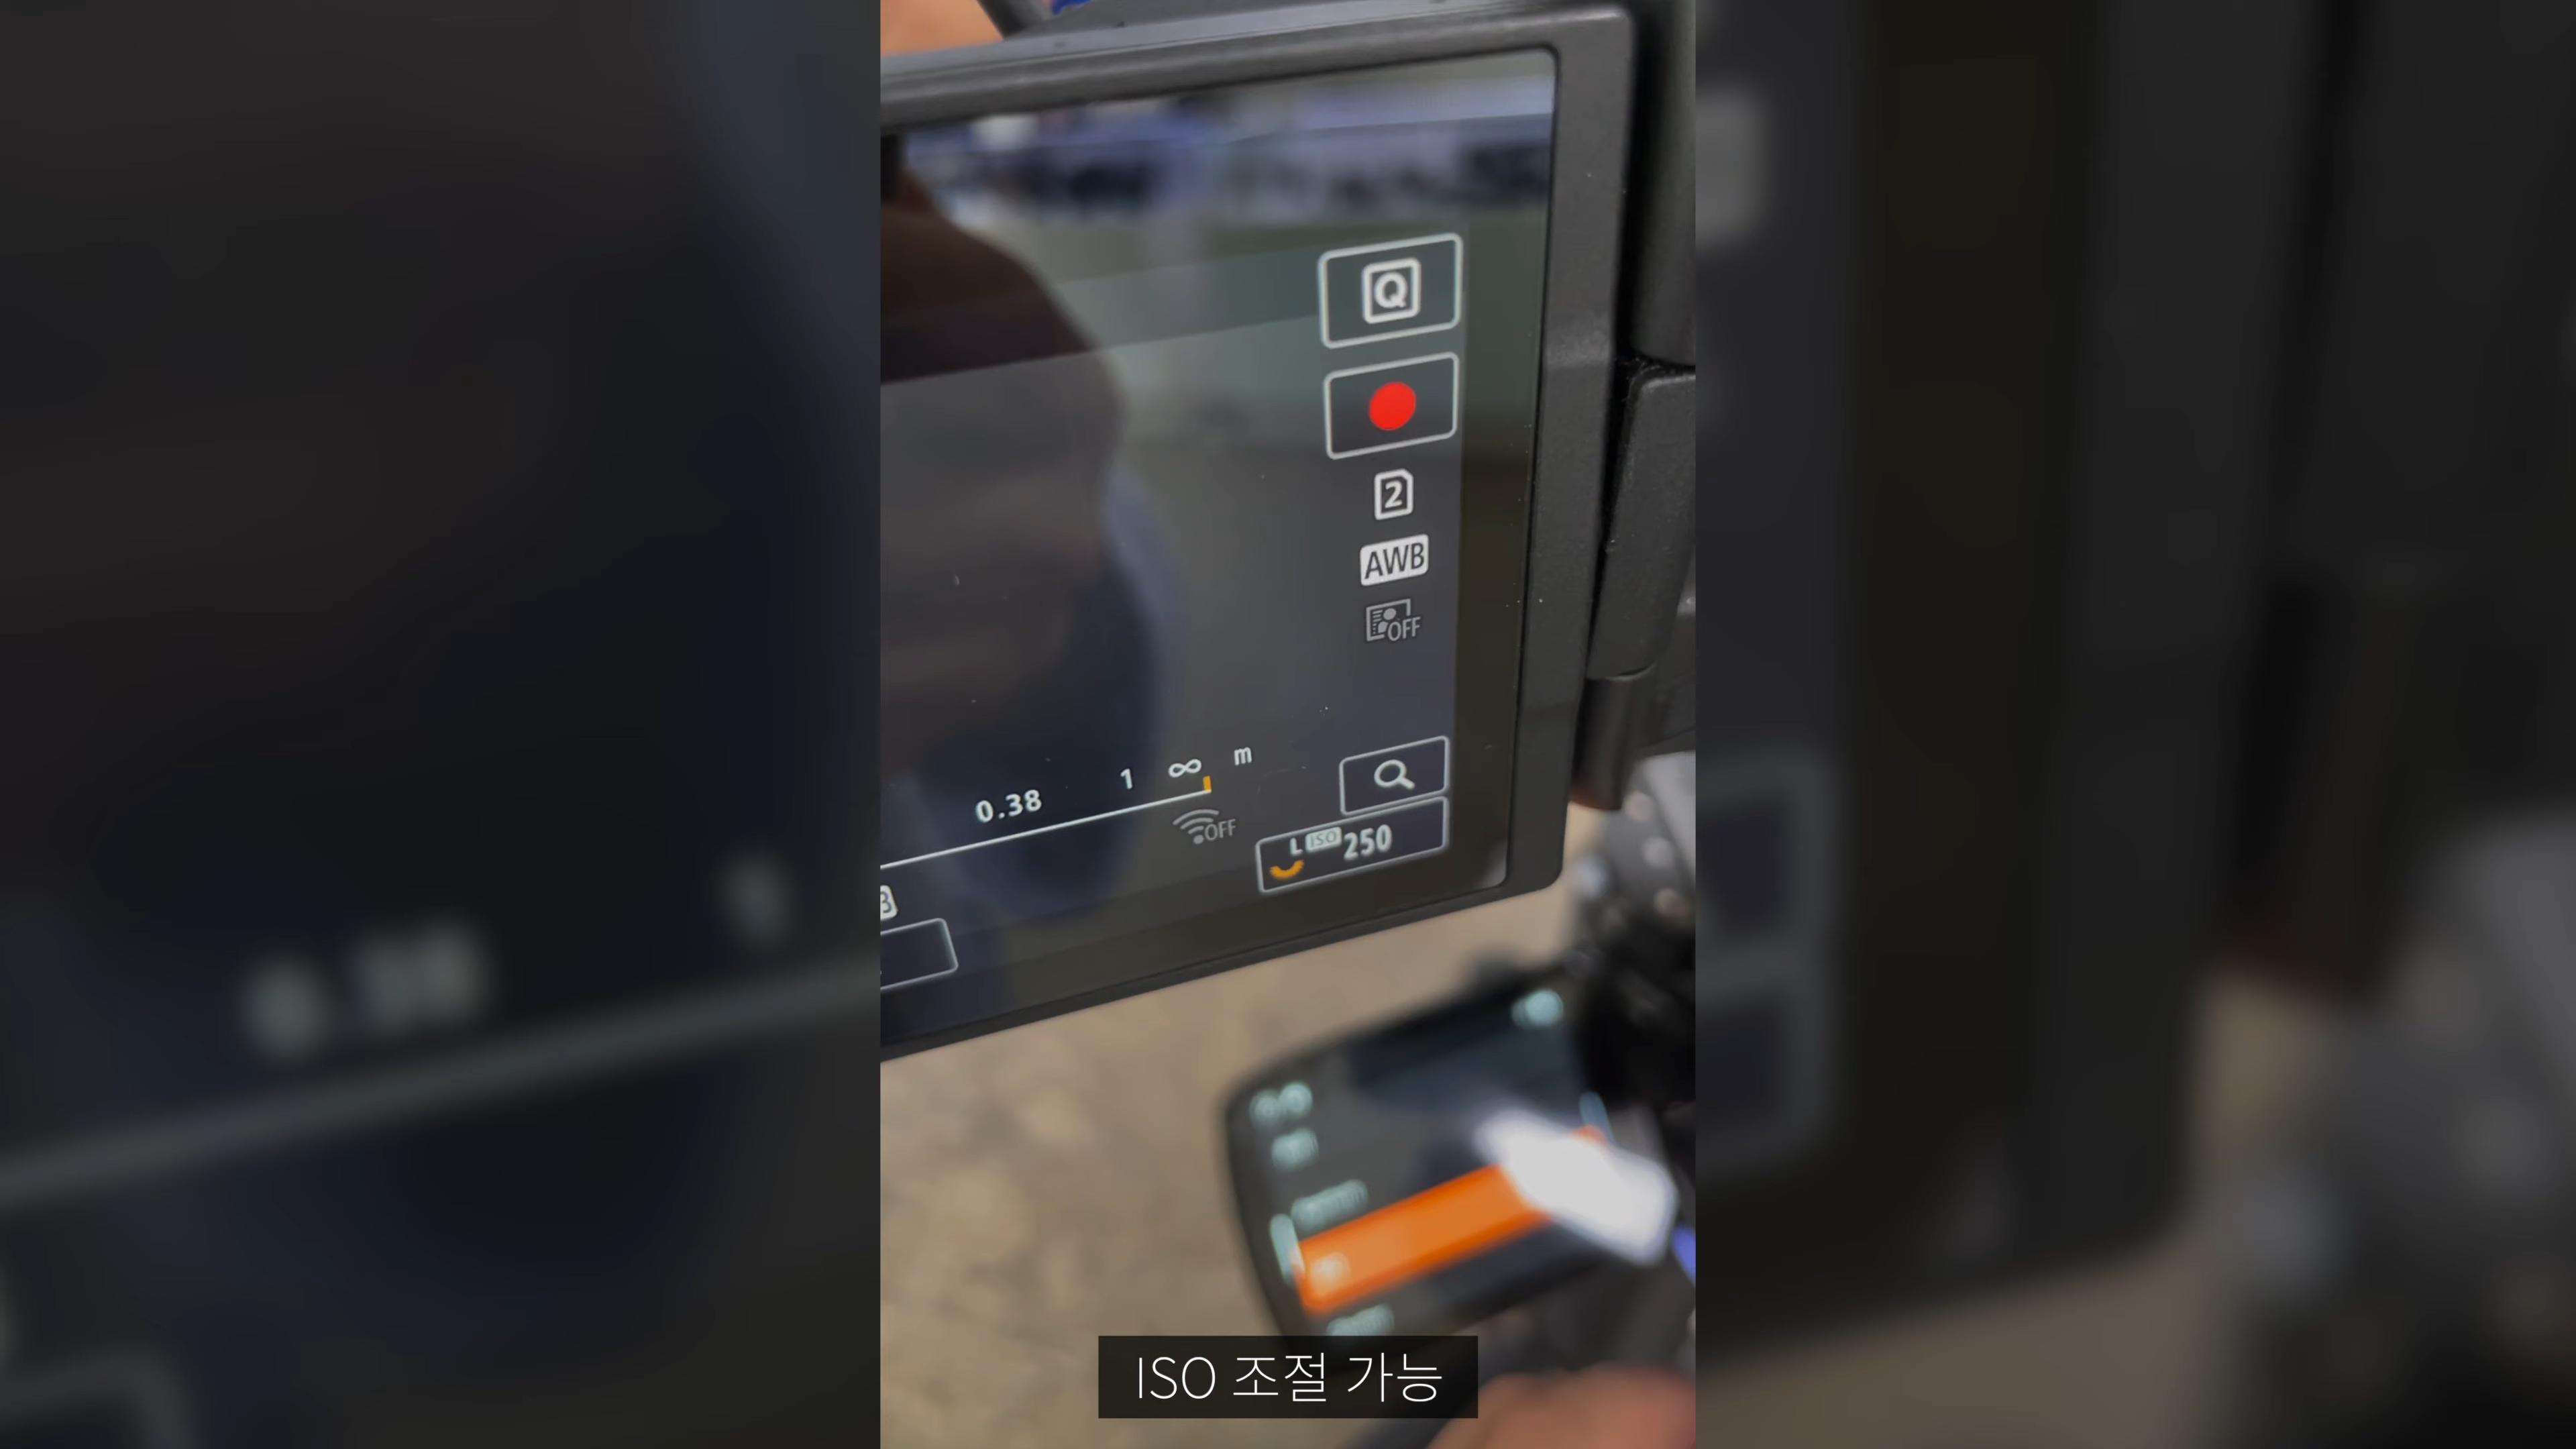 Q
2
AWB
OFF
0.38 1 ∞ m
OFF
L ISO 250
ISO 조절 가능